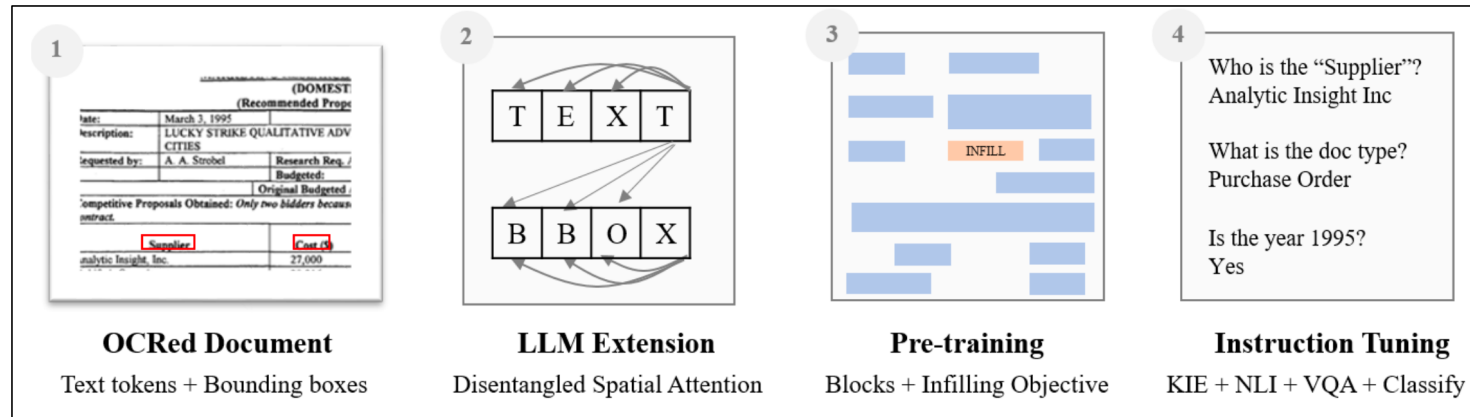 1
(DOMEST
(Recommended Prope
Date: March 3, 1995
Description: LUCKY STRIKE QUALITATIVE ADV
CITIES
Requested by: A. A. Strobel Research Req.
Budgeted:
Original Budgeted
Competitive Proposals Obtained: Only two bidders because
contract.
Supplier Cost ($)
Analytic Insight, Inc. 27,000
OCRed Document
Text tokens + Bounding boxes
2
T E X T
B B O X
LLM Extension
Disentangled Spatial Attention
3
INFILL
Pre-training
Blocks + Infilling Objective
4
Who is the “Supplier”?
Analytic Insight Inc
What is the doc type?
Purchase Order
Is the year 1995?
Yes
Instruction Tuning
KIE + NLI + VQA + Classify